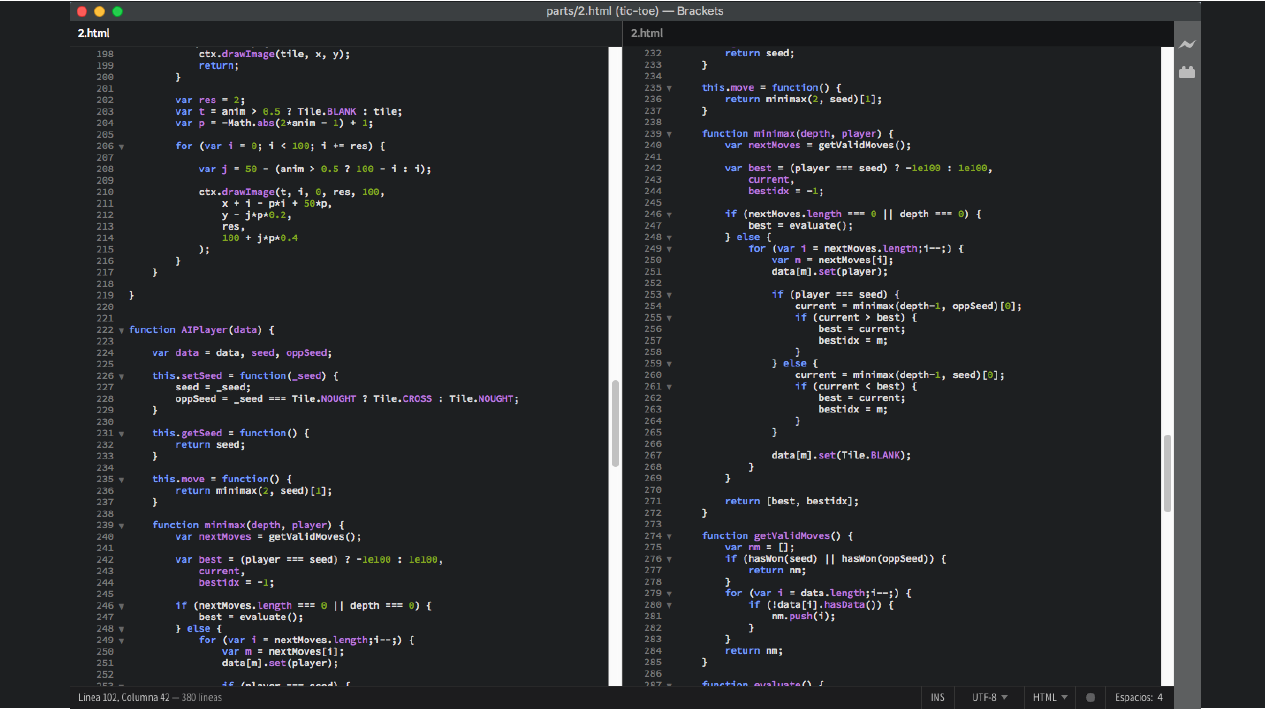 parts/2.html (tic-toe) — Brackets
2.html
198 ctx.drawImage(tile, x, y);
199 return;
200 }
201
202 var res = 2;
203 var t = anim > 0.5 ? Tile.BLANK : tile;
204 var p = -Math.abs(2*anim - 1) + 1;
205
206 for (var i = 0; i < 100; i += res) {
207
208 var j = 50 - (anim > 0.5 ? 100 - i : i);
209
210 ctx.drawImage(t, i, 0, res, 100,
211 x + i - p*i + 50*p,
212 y - j*p*0.2,
213 res,
214 100 + j*p*0.4
215 );
216 }
217 }
218
219 }
220
221
222 function AIPlayer(data) {
223
224 var data = data, seed, oppSeed;
225
226 this.setSeed = function(_seed) {
227 seed = _seed;
228 oppSeed = _seed === Tile.NOUGHT ? Tile.CROSS : Tile.NOUGHT;
229 }
230
231 this.getSeed = function() {
232 return seed;
233 }
234
235 this.move = function() {
236 return minimax(2, seed)[1];
237 }
238
239 function minimax(depth, player) {
240 var nextMoves = getValidMoves();
241
242 var best = (player === seed) ? -1e100 : 1e100,
243 current,
244 bestidx = -1;
245
246 if (nextMoves.length === 0 || depth === 0) {
247 best = evaluate();
248 } else {
249 for (var i = nextMoves.length;i--;) {
250 var m = nextMoves[i];
251 data[m].set(player);
252
253 if (player === seed) {
2.html
232 return seed;
233 }
234
235 this.move = function() {
236 return minimax(2, seed)[1];
237 }
238
239 function minimax(depth, player) {
240 var nextMoves = getValidMoves();
241
242 var best = (player === seed) ? -1e100 : 1e100,
243 current,
244 bestidx = -1;
245
246 if (nextMoves.length === 0 || depth === 0) {
247 best = evaluate();
248 } else {
249 for (var i = nextMoves.length;i--;) {
250 var m = nextMoves[i];
251 data[m].set(player);
252
253 if (player === seed) {
254 current = minimax(depth-1, oppSeed)[0];
255 if (current > best) {
256 best = current;
257 bestidx = m;
258 }
259 } else {
260 current = minimax(depth-1, seed)[0];
261 if (current < best) {
262 best = current;
263 bestidx = m;
264 }
265 }
266
267 data[m].set(Tile.BLANK);
268 }
269 }
270
271 return [best, bestidx];
272 }
273
274 function getValidMoves() {
275 var nm = [];
276 if (hasWon(seed) || hasWon(oppSeed)) {
277 return nm;
278 }
279 for (var i = data.length;i--;) {
280 if (!data[i].hasData()) {
281 nm.push(i);
282 }
283 }
284 return nm;
285 }
286
287 function evaluate() {
Línea 102, Columna 42 — 380 líneas
INS UTF-8 HTML Espacios: 4